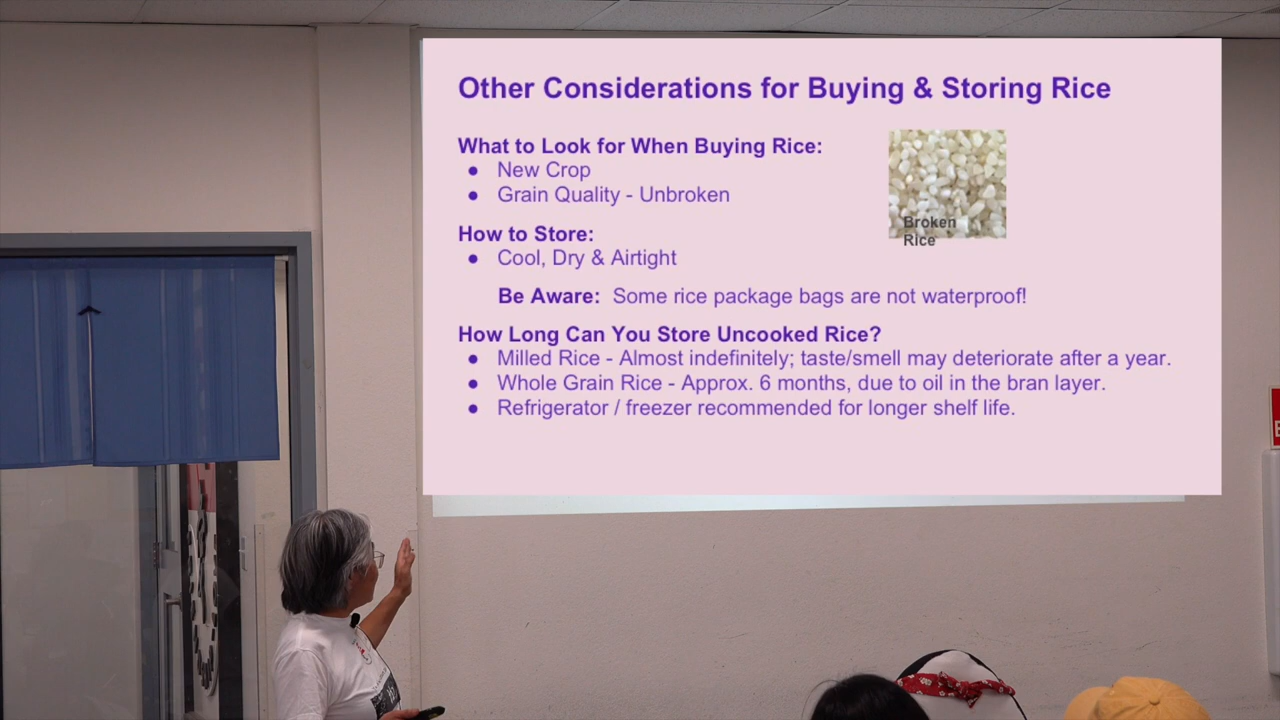 Other Considerations for Buying & Storing Rice
What to Look for When Buying Rice:
● New Crop
● Grain Quality - Unbroken
Broken
Rice
How to Store:
● Cool, Dry & Airtight
Be Aware: Some rice package bags are not waterproof!
How Long Can You Store Uncooked Rice?
● Milled Rice - Almost indefinitely; taste/smell may deteriorate after a year.
● Whole Grain Rice - Approx. 6 months, due to oil in the bran layer.
● Refrigerator / freezer recommended for longer shelf life.